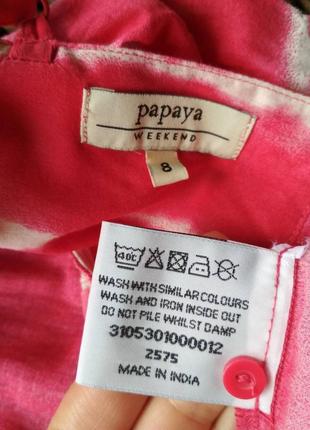 papaya
WEEKEND
8
40C
WASH WITH SIMILAR COLOURS
WASH AND IRON INSIDE OUT
DO NOT PILE WHILST DAMP
3105301000012
2575
MADE IN INDIA